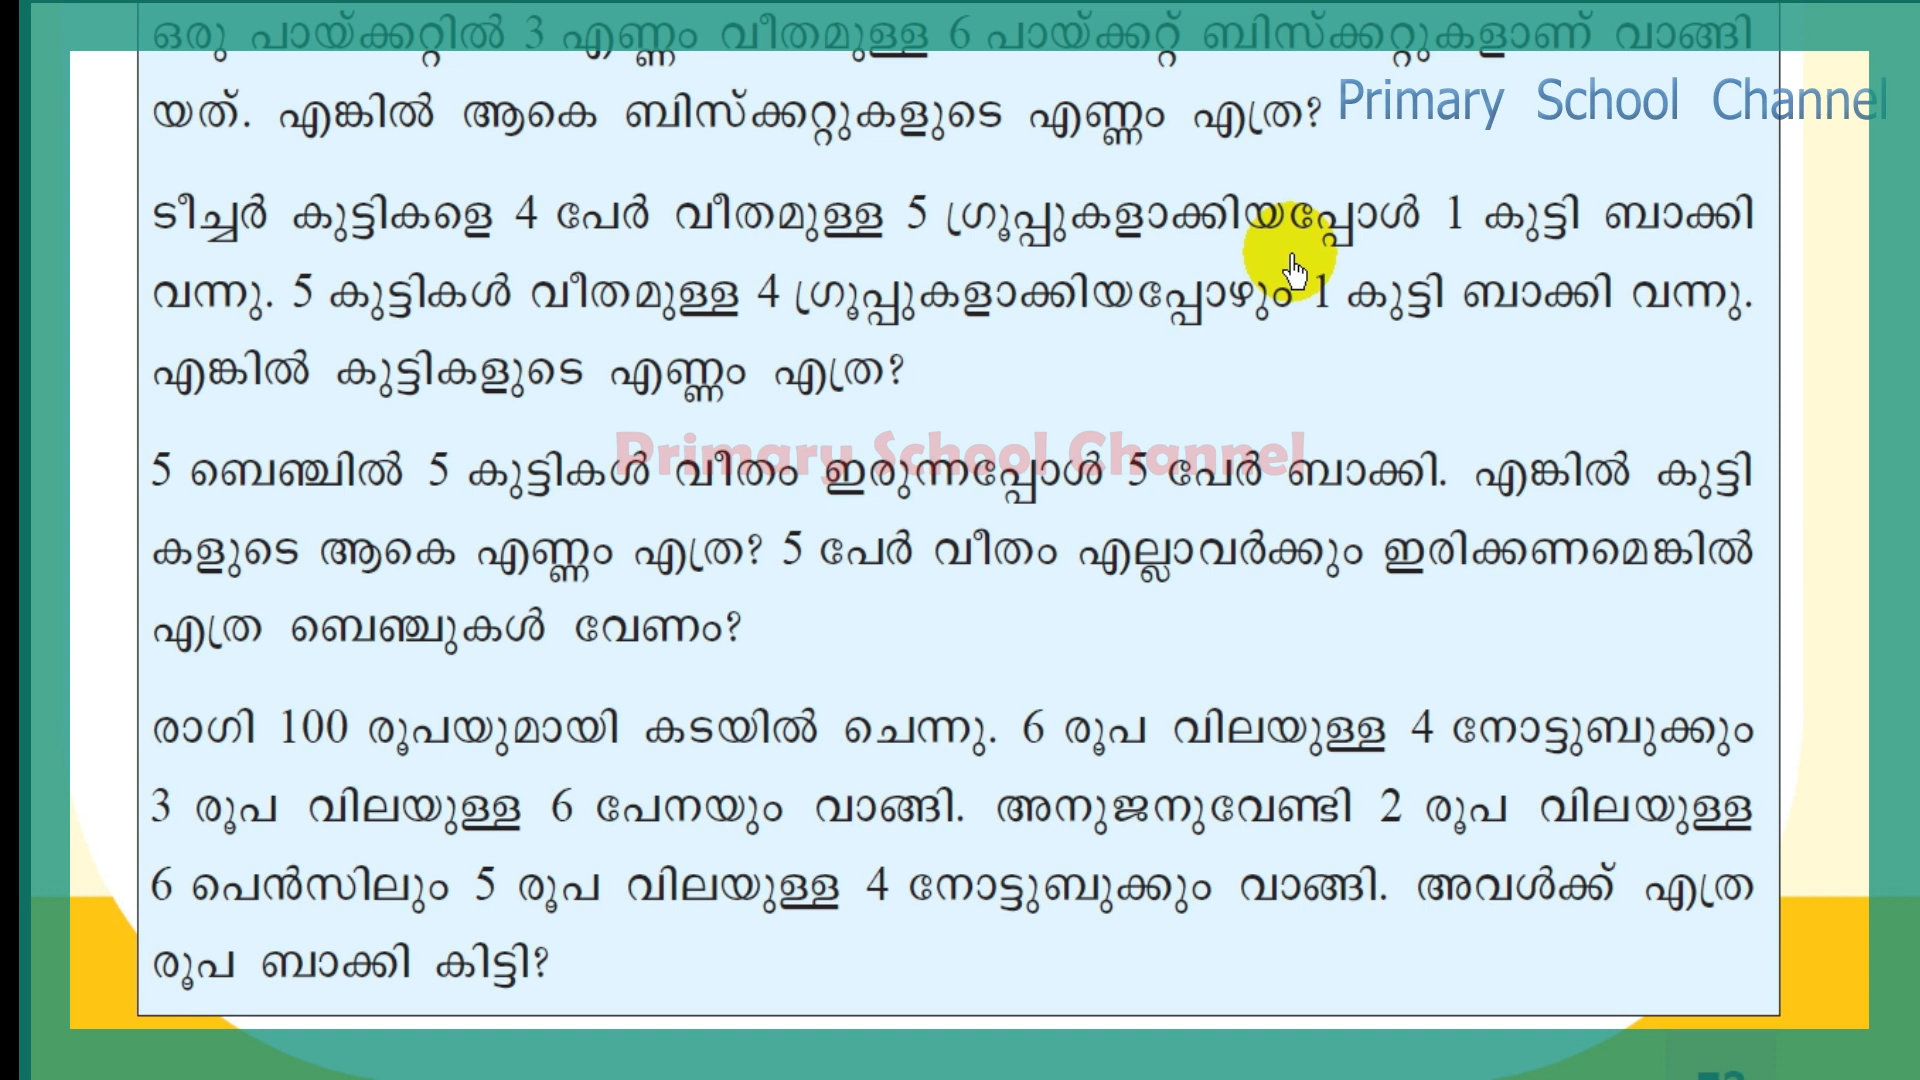 ഒരു പായ്ക്കറ്റിൽ 3 എണ്ണം വീതമുള്ള 6 പായ്ക്കറ്റ് ബിസ്ക്കറ്റുകളാണ് വാങ്ങി
യത്. എങ്കിൽ ആകെ ബിസ്ക്കറ്റുകളുടെ എണ്ണം എത്ര?
Primary School Channel
ടീച്ചർ കുട്ടികളെ 4 പേർ വീതമുള്ള 5 ഗ്രൂപ്പുകളാക്കിയപ്പോൾ 1 കുട്ടി ബാക്കി
വന്നു. 5 കുട്ടികൾ വീതമുള്ള 4 ഗ്രൂപ്പുകളാക്കിയപ്പോഴും 1 കുട്ടി ബാക്കി വന്നു.
എങ്കിൽ കുട്ടികളുടെ എണ്ണം എത്ര?
Primary School Channel
5 ബെഞ്ചിൽ 5 കുട്ടികൾ വീതം ഇരുന്നപ്പോൾ 5 പേർ ബാക്കി. എങ്കിൽ കുട്ടി
കളുടെ ആകെ എണ്ണം എത്ര? 5 പേർ വീതം എല്ലാവർക്കും ഇരിക്കണമെങ്കിൽ
എത്ര ബെഞ്ചുകൾ വേണം?
രാഗി 100 രൂപയുമായി കടയിൽ ചെന്നു. 6 രൂപ വിലയുള്ള 4 നോട്ടുബുക്കും
3 രൂപ വിലയുള്ള 6 പേനയും വാങ്ങി. അനുജനുവേണ്ടി 2 രൂപ വിലയുള്ള
6 പെൻസിലും 5 രൂപ വിലയുള്ള 4 നോട്ടുബുക്കും വാങ്ങി. അവൾക്ക് എത്ര
രൂപ ബാക്കി കിട്ടി?